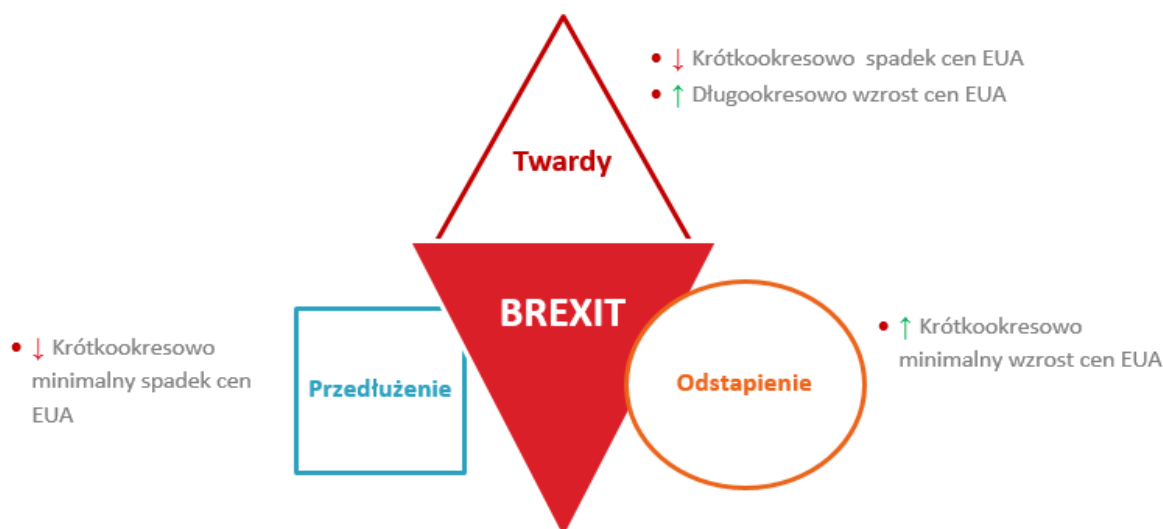 ↓ Krótkookresowo spadek cen EUA
↑ Długookresowo wzrost cen EUA
Twardy
BREXIT
↓ Krótkookresowo
minimalny spadek cen
EUA
Przedłużenie
Odstapienie
↑ Krótkookresowo
minimalny wzrost cen EUA